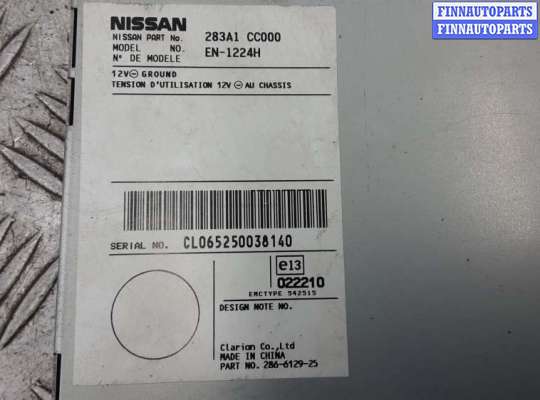 FINNAUTOPARTS
FINNAUTOPARTS
NISSAN
NISSAN PART No. 283A1 CC000
MODEL NO. EN-1224H
N° DE MODELE
12V⊖ GROUND
TENSION D'UTILISATION 12V ⊖ AU CHASSIS
SERIAL NO. CL065250038140
e13
022210
EMCTYPE 942515
DESIGN NOTE NO.
Clarion Co.,Ltd
MADE IN CHINA
PART NO. 286-6129-25